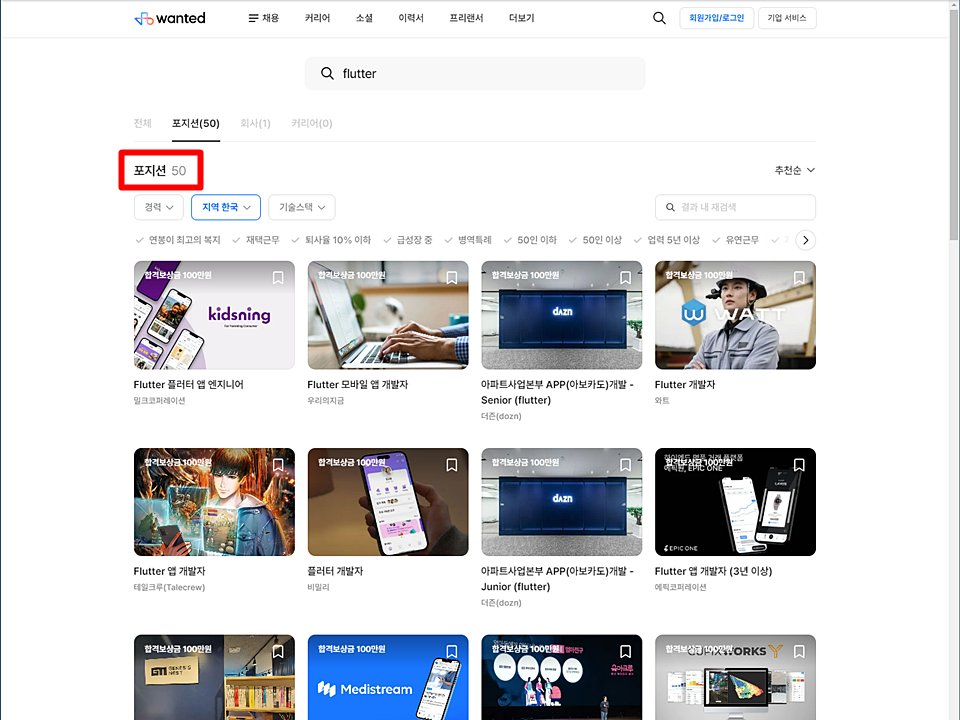 wanted
채용
커리어
소셜
이력서
프리랜서
더보기
회원가입/로그인
기업 서비스
flutter
전체
포지션(50)
회사(1)
커리어(0)
포지션 50
추천순
경력
지역 한국
기술스택
결과 내 재검색
연봉이 최고의 복지
재택근무
퇴사율 10% 이하
급성장 중
병역특례
50인 이하
50인 이상
업력 5년 이상
유연근무
합격보상금 100만원
kidsning
합격보상금 100만원
합격보상금 100만원
dazn
합격보상금 100만원
WATT
Flutter 플러터 앱 엔지니어
밀크코퍼레이션
Flutter 모바일 앱 개발자
우리의지금
아파트사업본부 APP(아보카도)개발 -
Senior (flutter)
더즌(dozn)
Flutter 개발자
와트
합격보상금 100만원
합격보상금 100만원
합격보상금 100만원
dazn
합격보상금 100만원
EPIC ONE
EPIC ONE
Flutter 앱 개발자
테일크루(Talecrew)
플러터 개발자
비밀리
아파트사업본부 APP(아보카도)개발 -
Junior (flutter)
더즌(dozn)
Flutter 앱 개발자 (3년 이상)
에픽코퍼레이션
합격보상금 100만원
GENESIS
NEST
합격보상금 100만원
Medistream
합격보상금 100만원
육아크루
합격보상금 100만원
WORKS